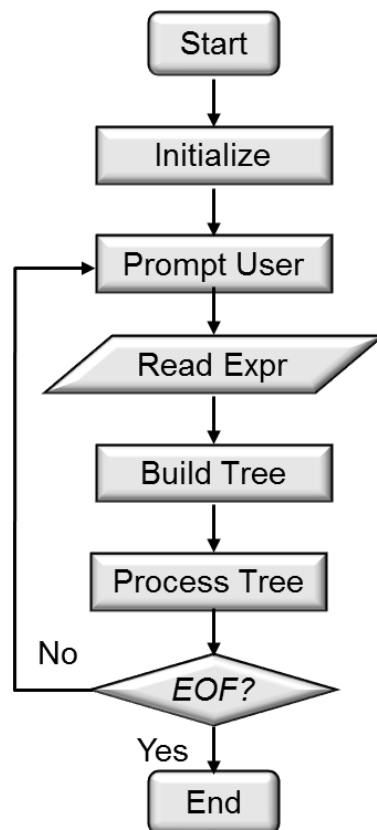 Start
Initialize
Prompt User
Read Expr
Build Tree
Process Tree
No
EOF?
Yes
End